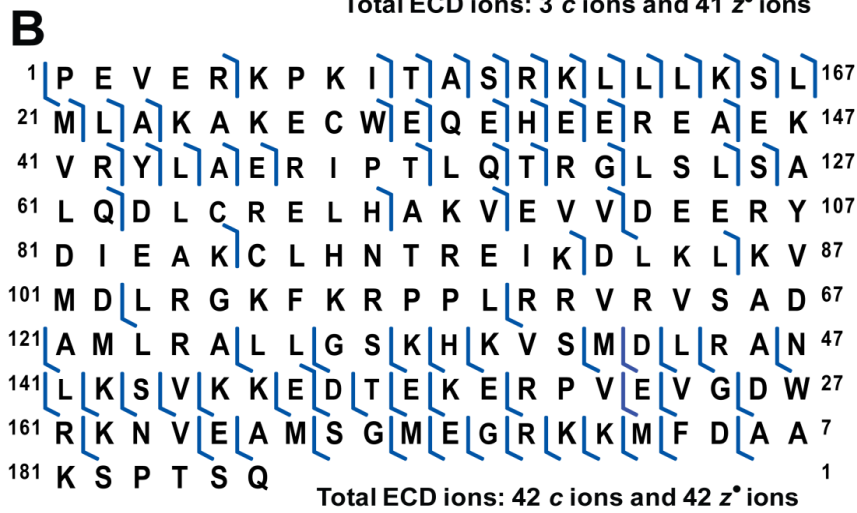 Total ECD ions: 3 c ions and 41 z• ions
B
1 P E V E R K P K I T A S R K L L L K S L 167
21 M L A K A K E C W E Q E H E E R E A E K 147
41 V R Y L A E R I P T L Q T R G L S L S A 127
61 L Q D L C R E L H A K V E V V D E E R Y 107
81 D I E A K C L H N T R E I K D L K L K V 87
101 M D L R G K F K R P P L R R V R V S A D 67
121 A M L R A L L G S K H K V S M D L R A N 47
141 L K S V K K E D T E K E R P V E V G D W 27
161 R K N V E A M S G M E G R K K M F D A A 7
181 K S P T S Q 1
Total ECD ions: 42 c ions and 42 z• ions